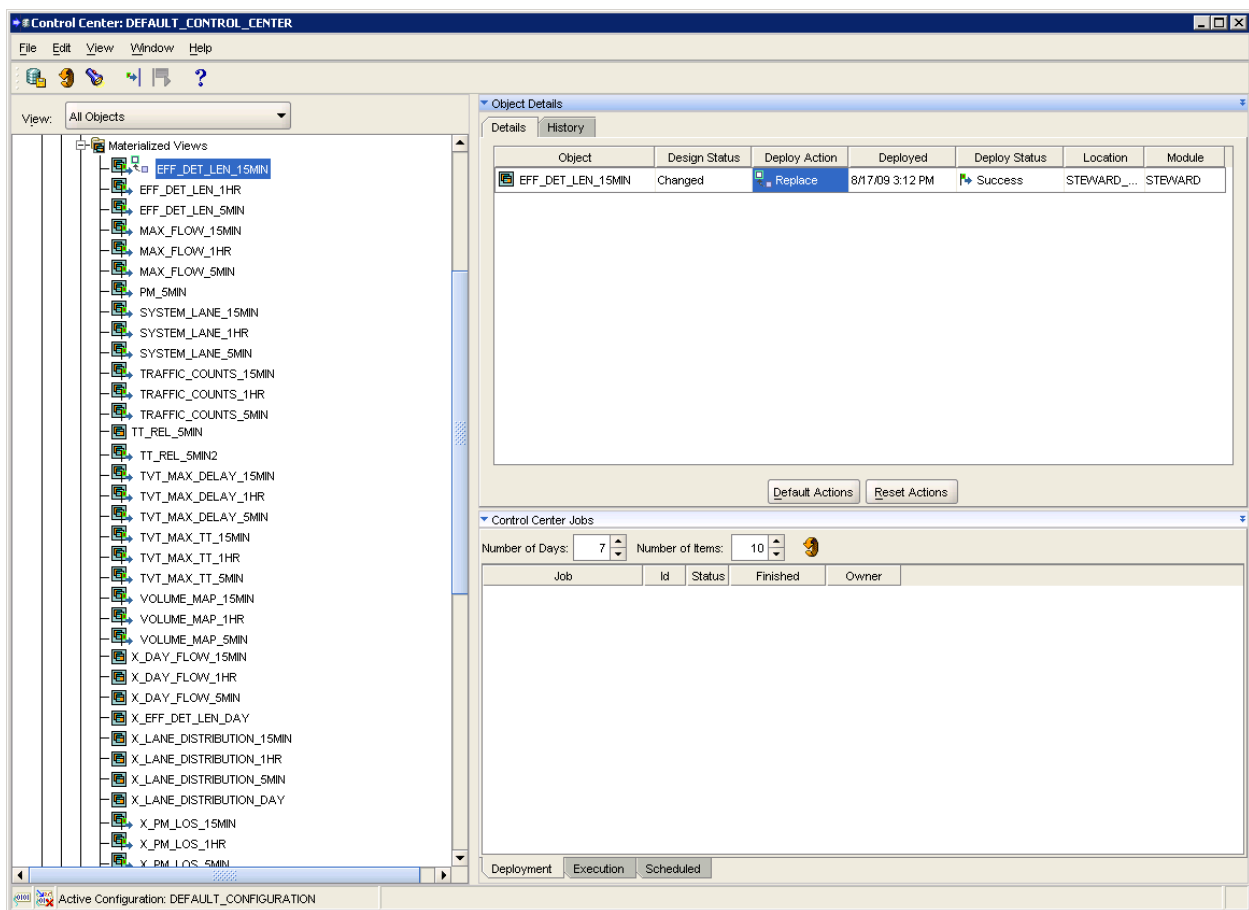 Control Center: DEFAULT_CONTROL_CENTER
File Edit View Window Help
View: All Objects
Materialized Views
EFF_DET_LEN_15MIN
EFF_DET_LEN_1HR
EFF_DET_LEN_5MIN
MAX_FLOW_15MIN
MAX_FLOW_1HR
MAX_FLOW_5MIN
PM_5MIN
SYSTEM_LANE_15MIN
SYSTEM_LANE_1HR
SYSTEM_LANE_5MIN
TRAFFIC_COUNTS_15MIN
TRAFFIC_COUNTS_1HR
TRAFFIC_COUNTS_5MIN
TT_REL_5MIN
TT_REL_5MIN2
TVT_MAX_DELAY_15MIN
TVT_MAX_DELAY_1HR
TVT_MAX_DELAY_5MIN
TVT_MAX_TT_15MIN
TVT_MAX_TT_1HR
TVT_MAX_TT_5MIN
VOLUME_MAP_15MIN
VOLUME_MAP_1HR
VOLUME_MAP_5MIN
X_DAY_FLOW_15MIN
X_DAY_FLOW_1HR
X_DAY_FLOW_5MIN
X_EFF_DET_LEN_DAY
X_LANE_DISTRIBUTION_15MIN
X_LANE_DISTRIBUTION_1HR
X_LANE_DISTRIBUTION_5MIN
X_LANE_DISTRIBUTION_DAY
X_PM_LOS_15MIN
X_PM_LOS_1HR
X_PM_LOS_5MIN
Object Details
Details History
Object Design Status Deploy Action Deployed Deploy Status Location Module
EFF_DET_LEN_15MIN Changed Replace 8/17/09 3:12 PM Success STEWARD_... STEWARD
Default Actions Reset Actions
Control Center Jobs
Number of Days: 7 Number of Items: 10
Job Id Status Finished Owner
Deployment Execution Scheduled
Active Configuration: DEFAULT_CONFIGURATION